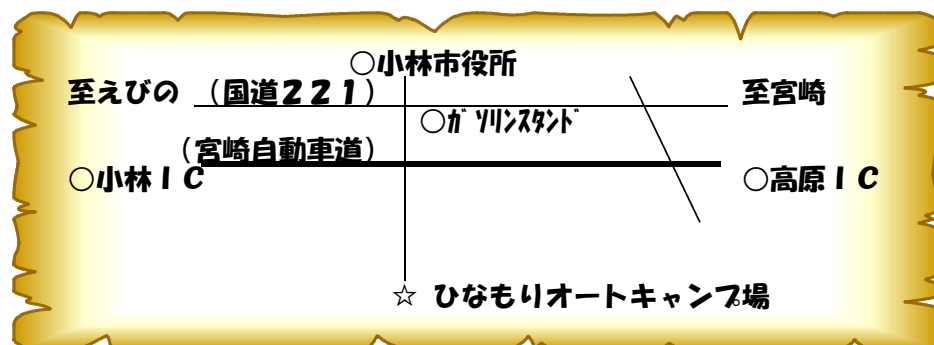 ○小林市役所
至えびの （国道２２１） 至宮崎
○ｶﾞｿﾘﾝｽﾀﾝﾄﾞ
（宮崎自動車道）
○小林ＩＣ ○高原ＩＣ
☆ ひなもりオートキャンプ場